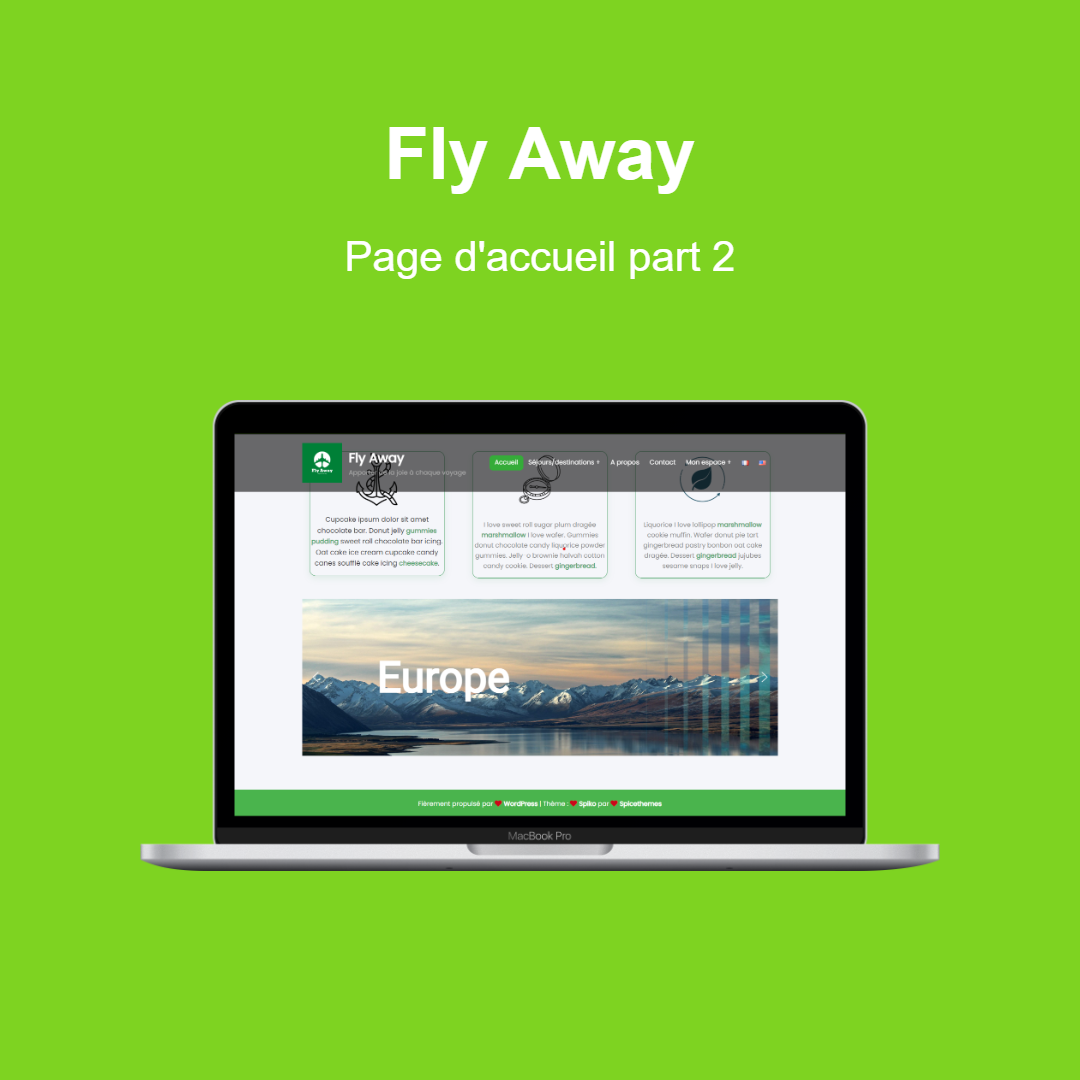 Fly Away
Page d'accueil part 2
Fly Away
Fly Away
la joie à chaque voyage
Accueil Séjours/destinations + A propos Contact Mon espace +
Cupcake ipsum dolor sit amet
chocolate bar. Donut jelly gummies
pudding sweet roll chocolate bar icing.
Oat cake ice cream cupcake candy
canes soufflé cake icing cheesecake.
I love sweet roll sugar plum dragée
marshmallow I love wafer. Gummies
donut chocolate candy liquorice powder
gummies. Jelly-o brownie halvah cotton
candy cookie. Dessert gingerbread.
Liquorice I love lollipop marshmallow
cookie muffin. Wafer donut pie tart
gingerbread pastry bonbon oat cake
dragée. Dessert gingerbread jujubes
sesame snaps I love jelly.
Europe
Fièrement propulsé par ❤ WordPress | Thème : ❤ Spiko par ❤ Spicethemes
MacBook Pro